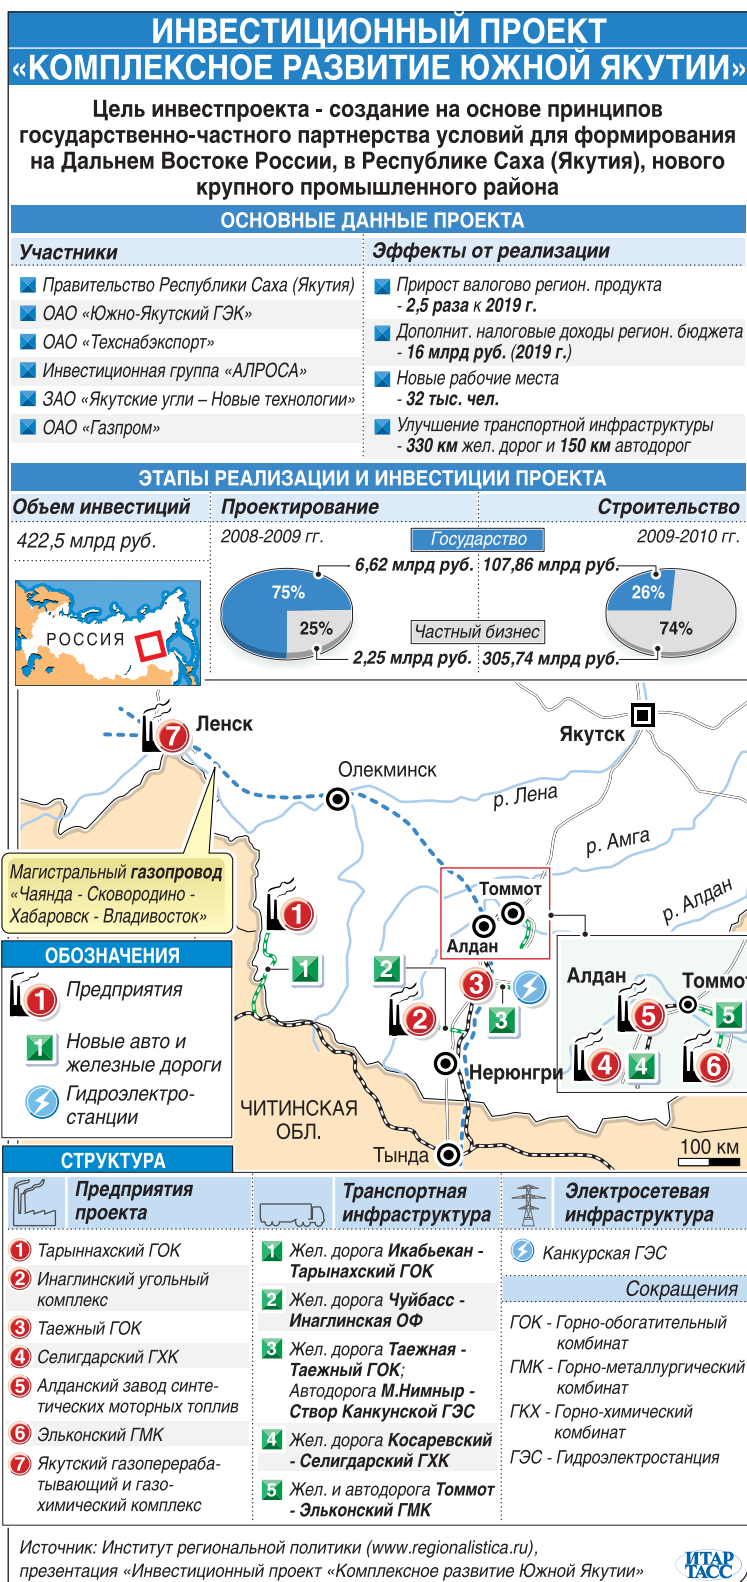 ИНВЕСТИЦИОННЫЙ ПРОЕКТ
«КОМПЛЕКСНОЕ РАЗВИТИЕ ЮЖНОЙ ЯКУТИИ»
Цель инвестпроекта - создание на основе принципов
государственно-частного партнерства условий для формирования
на Дальнем Востоке России, в Республике Саха (Якутия), нового
крупного промышленного района
ОСНОВНЫЕ ДАННЫЕ ПРОЕКТА
Участники
Правительство Республики Саха (Якутия)
ОАО «Южно-Якутский ГЭК»
ОАО «Техснабэкспорт»
Инвестиционная группа «АЛРОСА»
ЗАО «Якутские угли – Новые технологии»
ОАО «Газпром»
Эффекты от реализации
Прирост валового регион. продукта
- 2,5 раза к 2019 г.
Дополнит. налоговые доходы регион. бюджета
- 16 млрд руб. (2019 г.)
Новые рабочие места
- 32 тыс. чел.
Улучшение транспортной инфраструктуры
- 330 км жел. дорог и 150 км автодорог
ЭТАПЫ РЕАЛИЗАЦИИ И ИНВЕСТИЦИИ ПРОЕКТА
Объем инвестиций
422,5 млрд руб.
РОССИЯ
Проектирование
2008-2009 гг.
Строительство
2009-2010 гг.
Государство
6,62 млрд руб.
107,86 млрд руб.
75%
25%
26%
74%
Частный бизнес
2,25 млрд руб.
305,74 млрд руб.
7
Ленск
Якутск
Олекминск
р. Лена
р. Амга
р. Алдан
Магистральный газопровод
«Чаянда - Сковородино -
Хабаровск - Владивосток»
Томмот
Алдан
1
1
2
2
3
3
Нерюнгри
Алдан
Томмот
5
5
4
4
6
ЧИТИНСКАЯ
ОБЛ.
Тында
100 км
ОБОЗНАЧЕНИЯ
1
Предприятия
1
Новые авто и
железные дороги
Гидроэлектро-
станции
СТРУКТУРА
Предприятия
проекта
1 Тарыннахский ГОК
2 Инаглинский угольный
комплекс
3 Таежный ГОК
4 Селигдарский ГХК
5 Алданский завод синте-
тических моторных топлив
6 Эльконский ГМК
7 Якутский газоперераба-
тывающий и газо-
химический комплекс
Транспортная
инфраструктура
1 Жел. дорога Икабьекан -
Тарынахский ГОК
2 Жел. дорога Чуйбасс -
Инаглинская ОФ
3 Жел. дорога Таежная -
Таежный ГОК;
Автодорога М.Нимныр -
Створ Канкунской ГЭС
4 Жел. дорога Косаревский
- Селигдарский ГХК
5 Жел. и автодорога Томмот
- Эльконский ГМК
Электросетевая
инфраструктура
Канкурская ГЭС
Сокращения
ГОК - Горно-обогатительный
комбинат
ГМК - Горно-металлургический
комбинат
ГКХ - Горно-химический
комбинат
ГЭС - Гидроэлектростанция
Источник: Институт региональной политики (www.regionalistica.ru),
презентация «Инвестиционный проект «Комплексное развитие Южной Якутии»
ИТАР
ТАСС